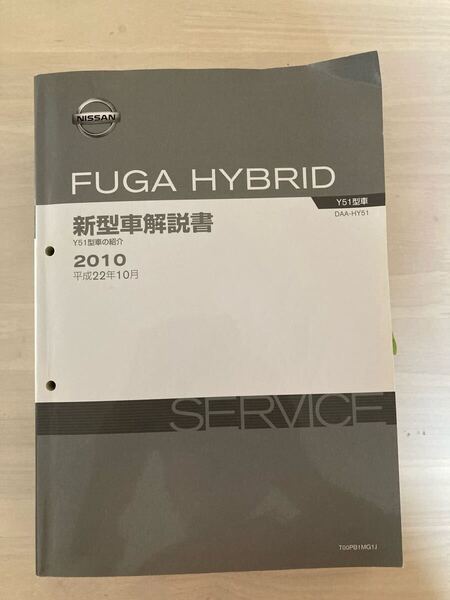 NISSAN
FUGA HYBRID
Y51型車
DAA-HY51
新型車解説書
Y51型車の紹介
2010
平成22年10月
SERVICE
T00PB1MG1J